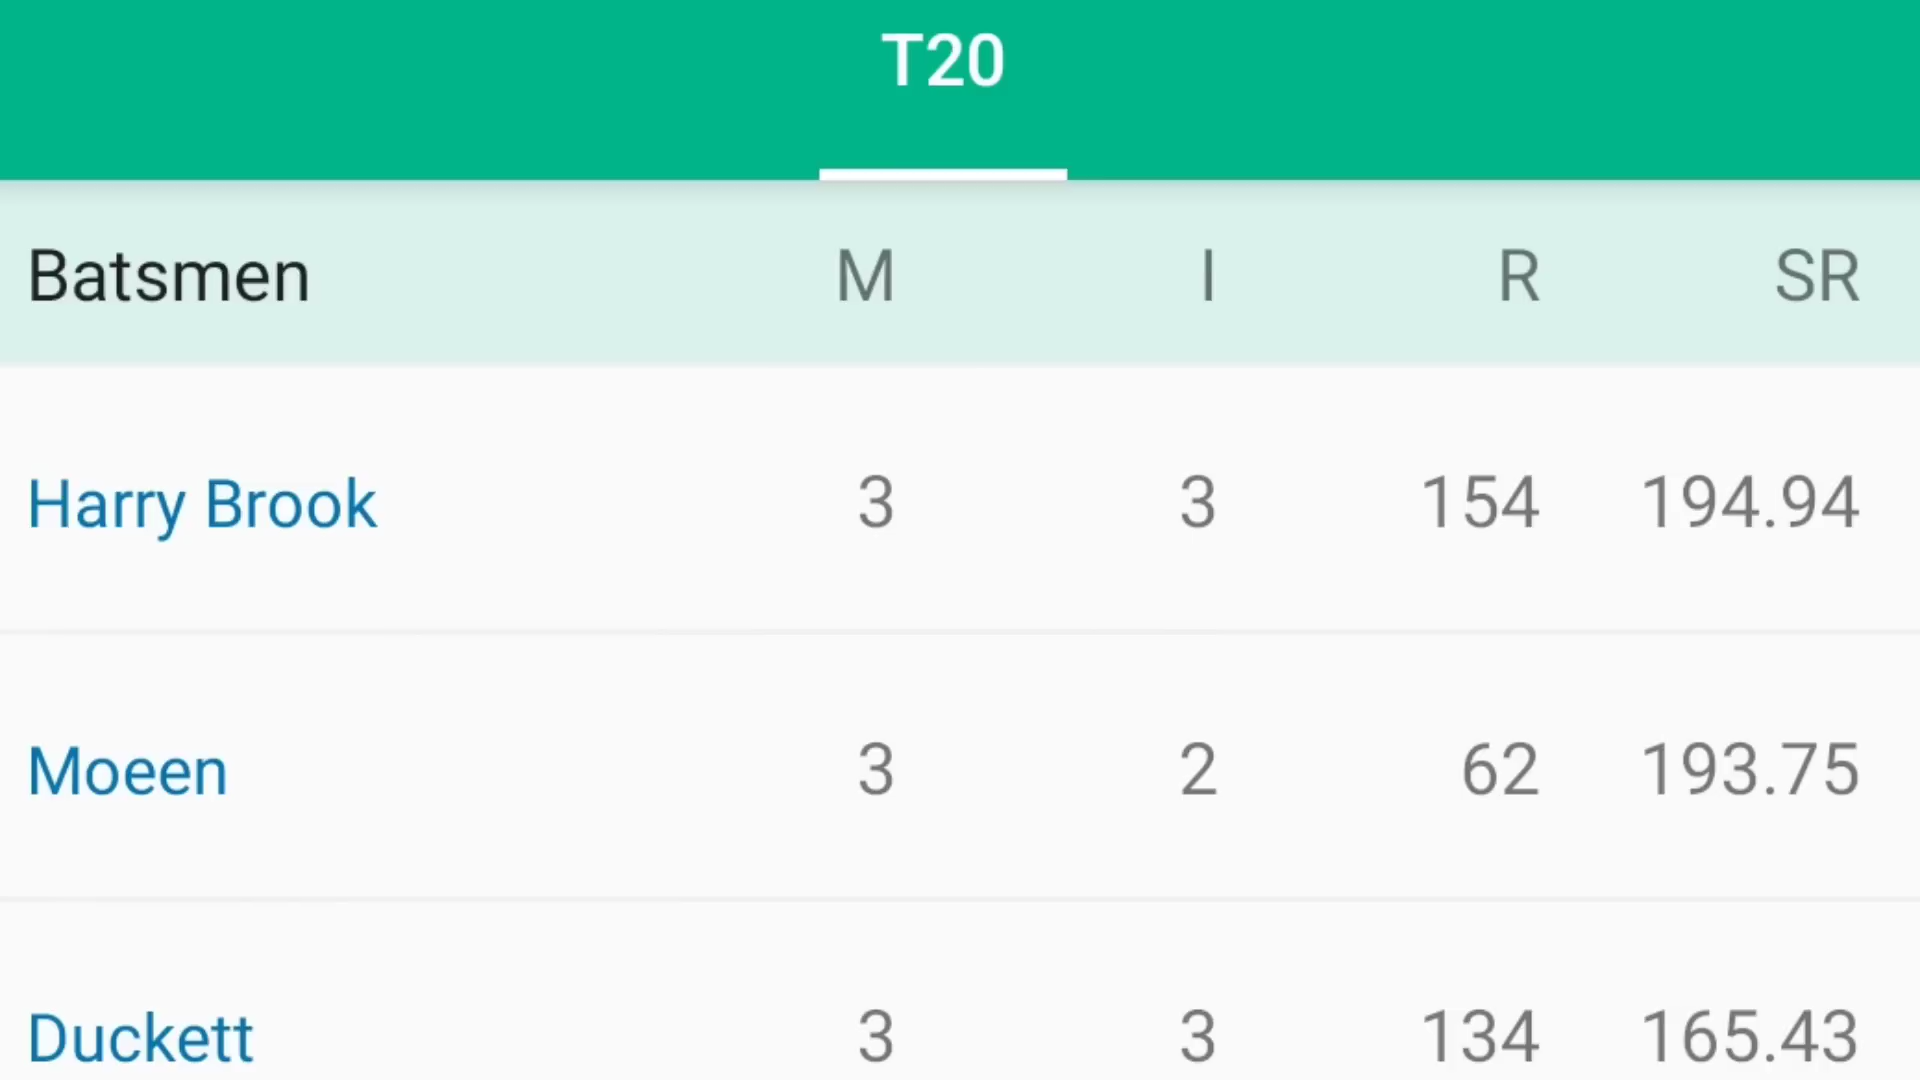 T20
Batsmen M I R SR
Harry Brook 3 3 154 194.94
Moeen 3 2 62 193.75
Duckett 3 3 134 165.43